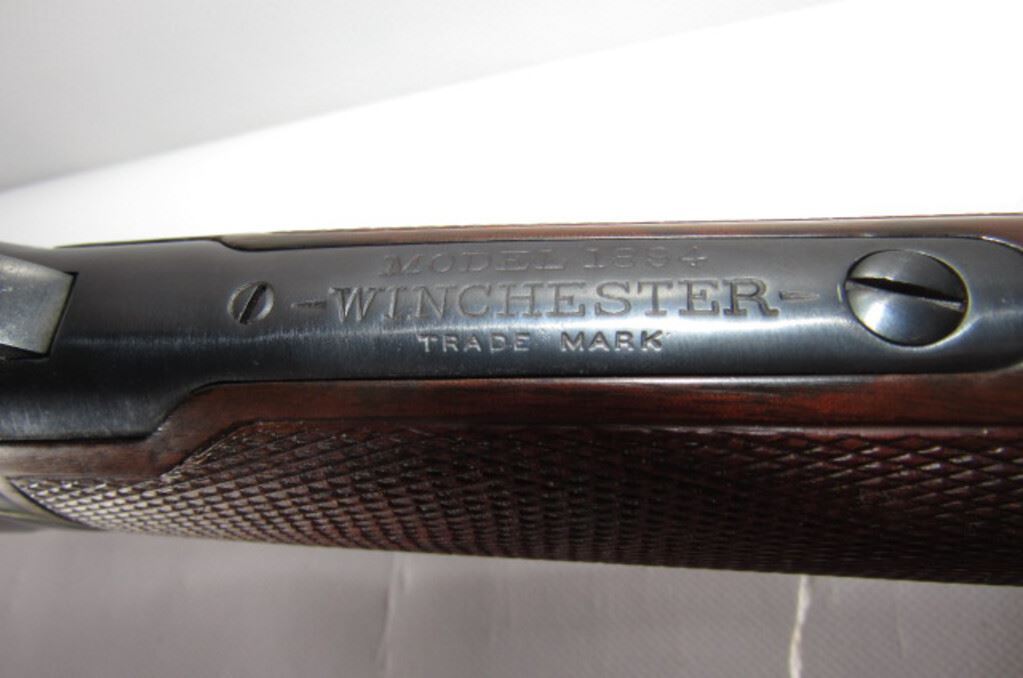 MODEL 1894
-WINCHESTER-
TRADE MARK